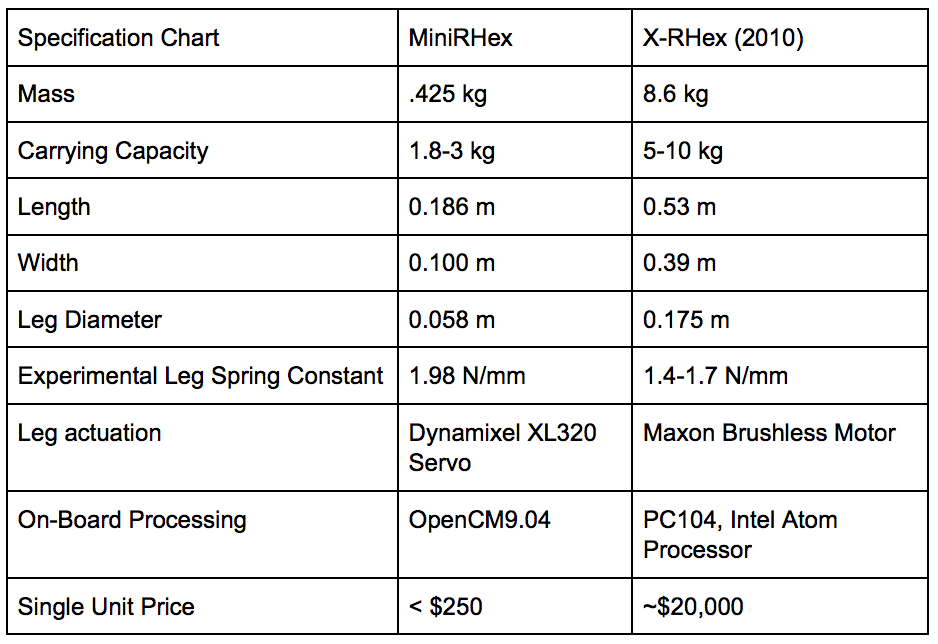 Specification Chart MiniRHex X-RHex (2010)
Mass .425 kg 8.6 kg
Carrying Capacity 1.8-3 kg 5-10 kg
Length 0.186 m 0.53 m
Width 0.100 m 0.39 m
Leg Diameter 0.058 m 0.175 m
Experimental Leg Spring Constant 1.98 N/mm 1.4-1.7 N/mm
Leg actuation Dynamixel XL320 Maxon Brushless Motor
Servo
On-Board Processing OpenCM9.04 PC104, Intel Atom
Processor
Single Unit Price < $250 ~$20,000